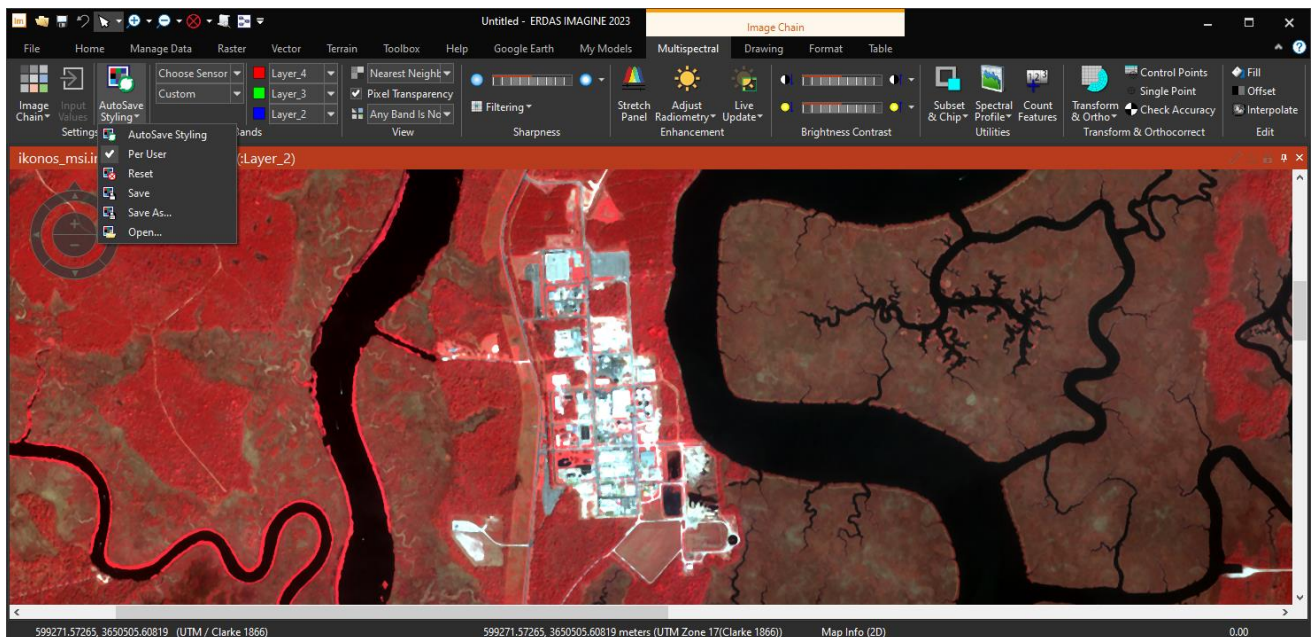 Untitled - ERDAS IMAGINE 2023
Image Chain
File Home Manage Data Raster Vector Terrain Toolbox Help Google Earth My Models Multispectral Drawing Format Table
Image Chain
Input Values
AutoSave Styling
Settings
Choose Sensor
Custom
Layer_4
Layer_3
Layer_2
Bands
Nearest Neighb
Pixel Transparency
Any Band Is No
View
Filtering
Sharpness
Stretch Panel
Adjust Radiometry
Live Update
Enhancement
Brightness Contrast
Subset & Chip
Spectral Profile
Count Features
Utilities
Transform & Ortho
Control Points
Single Point
Check Accuracy
Transform & Orthocorrect
Fill
Offset
Interpolate
Edit
AutoSave Styling
Per User
Reset
Save
Save As...
Open...
ikonos_msi.i (:Layer_2)
599271.57265, 3650505.60819 (UTM / Clarke 1866)
599271.57265, 3650505.60819 meters (UTM Zone 17(Clarke 1866))
Map Info (2D)
0.00